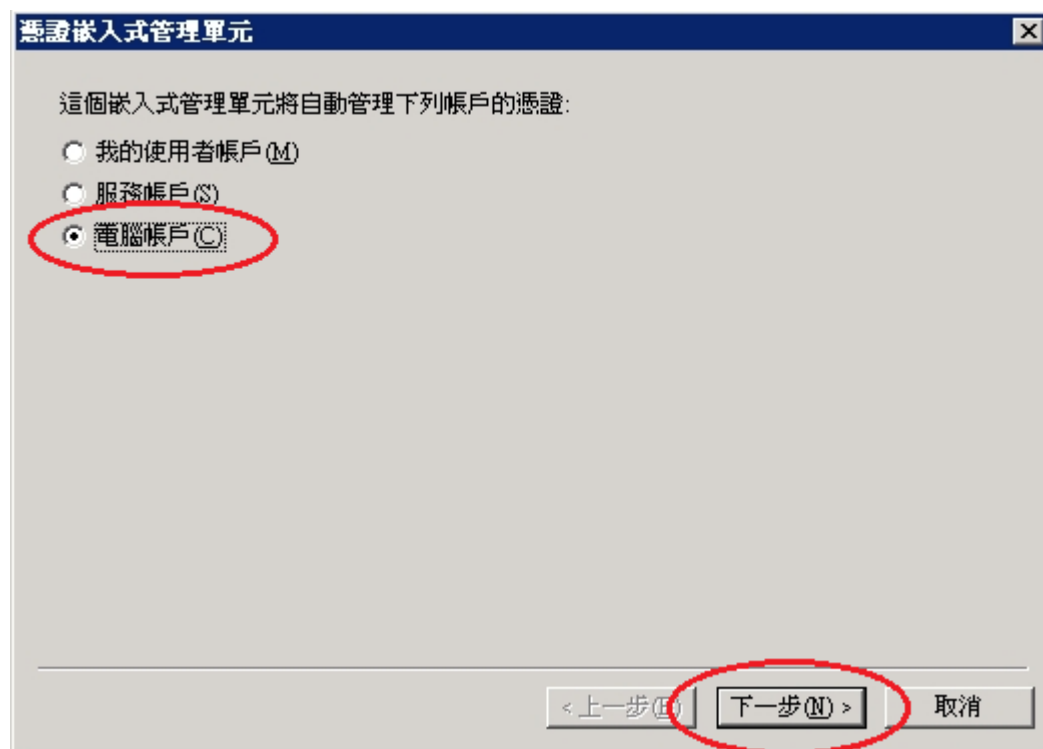 憑證嵌入式管理單元
這個嵌入式管理單元將自動管理下列帳戶的憑證:
我的使用者帳戶(M)
服務帳戶(S)
電腦帳戶(C)
<上一步(B) 下一步(N) > 取消